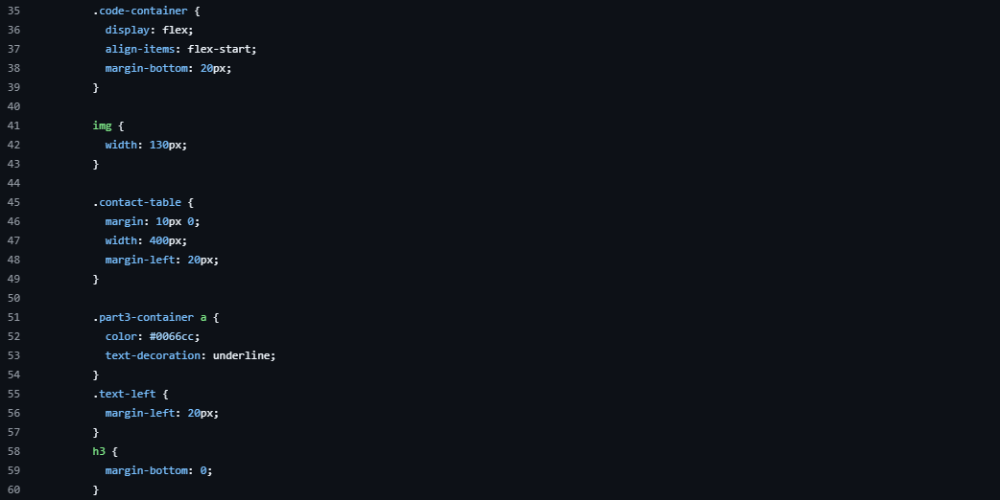 35 .code-container {
36 display: flex;
37 align-items: flex-start;
38 margin-bottom: 20px;
39 }
40
41 img {
42 width: 130px;
43 }
44
45 .contact-table {
46 margin: 10px 0;
47 width: 400px;
48 margin-left: 20px;
49 }
50
51 .part3-container a {
52 color: #0066cc;
53 text-decoration: underline;
54 }
55 .text-left {
56 margin-left: 20px;
57 }
58 h3 {
59 margin-bottom: 0;
60 }